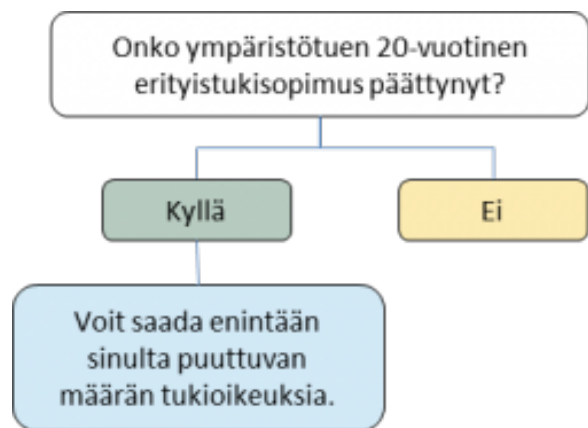 Onko ympäristötuen 20-vuotinen
erityistukisopimus päättynyt?
Kyllä
Ei
Voit saada enintään
sinulta puuttuvan
määrän tukioikeuksia.